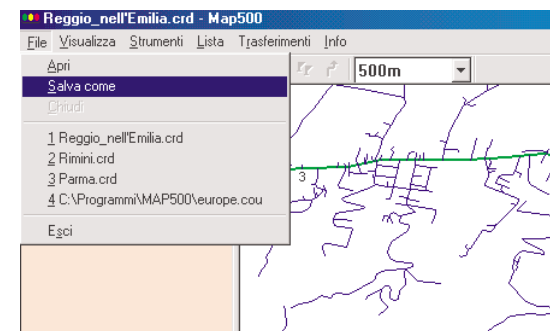 Reggio_nell'Emilia.crd - Map500
File Visualizza Strumenti Lista Trasferimenti Info
Apri
500m
Salva come
Chiudi
1 Reggio_nell'Emilia.crd
2 Rimini.crd
3 Parma.crd
4 C:\Programmi\MAP500\europe.cou
Esci
3